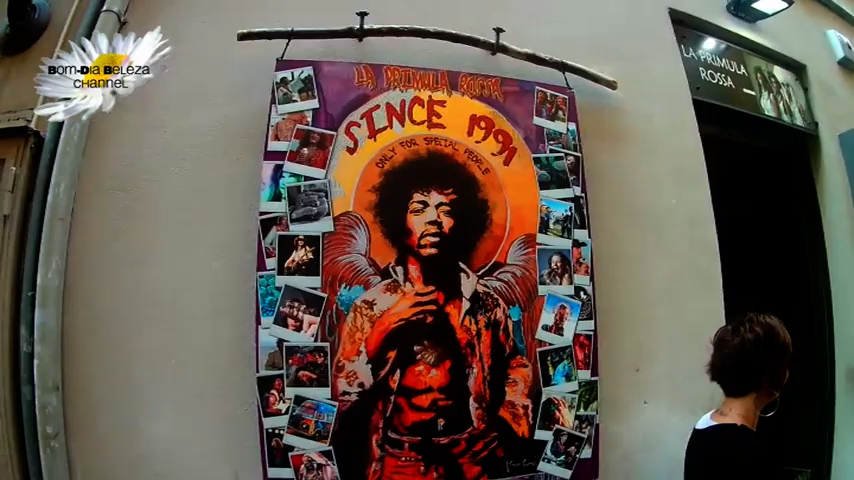 BOM-DIA BELEZA
CHANNEL
LA PRIMULA ROSSA
SINCE 1991
ONLY FOR SPECIAL PEOPLE
LA PRIMULA
ROSSA